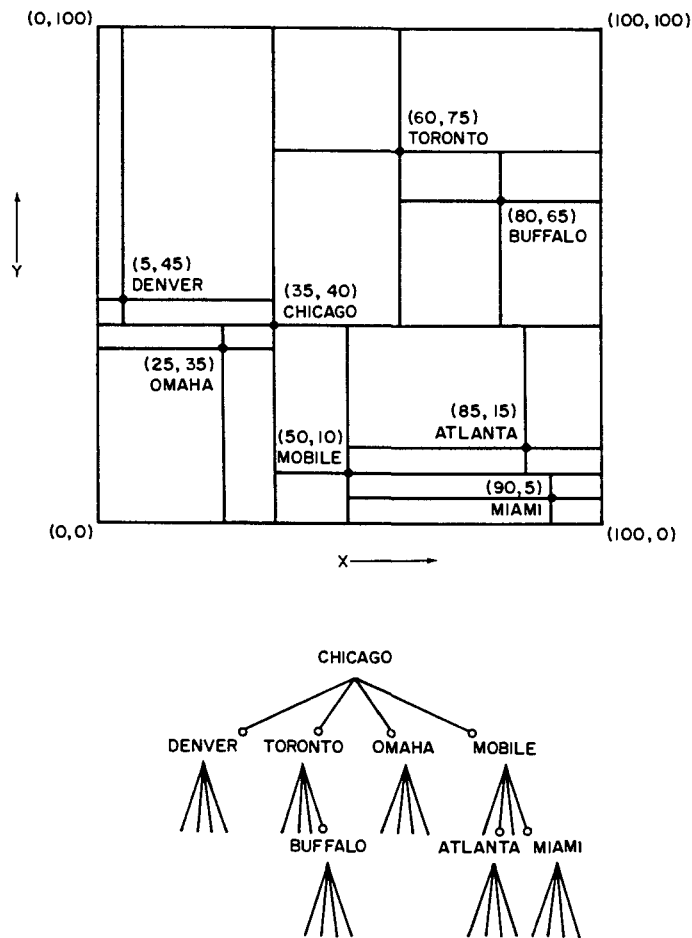 (0,100)
(100,100)
(60,75)
TORONTO
(80,65)
BUFFALO
Y
(5,45)
DENVER
(35,40)
CHICAGO
(25,35)
OMAHA
(85,15)
ATLANTA
(50,10)
MOBILE
(90,5)
MIAMI
(0,0)
(100,0)
X
CHICAGO
DENVER TORONTO OMAHA MOBILE
BUFFALO ATLANTA MIAMI